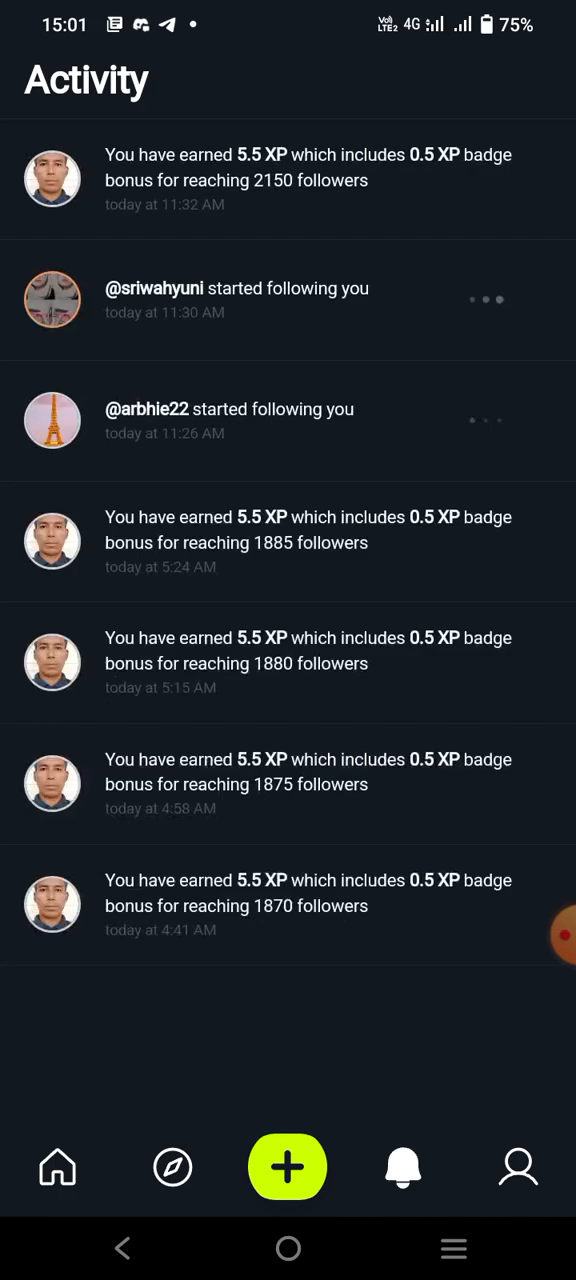 15:01
Vo)
LTE2
4G
75%
Activity
You have earned 5.5 XP which includes 0.5 XP badge
bonus for reaching 2150 followers
today at 11:32 AM
@sriwahyuni started following you
today at 11:30 AM
@arbhie22 started following you
today at 11:26 AM
You have earned 5.5 XP which includes 0.5 XP badge
bonus for reaching 1885 followers
today at 5:24 AM
You have earned 5.5 XP which includes 0.5 XP badge
bonus for reaching 1880 followers
today at 5:15 AM
You have earned 5.5 XP which includes 0.5 XP badge
bonus for reaching 1875 followers
today at 4:58 AM
You have earned 5.5 XP which includes 0.5 XP badge
bonus for reaching 1870 followers
today at 4:41 AM